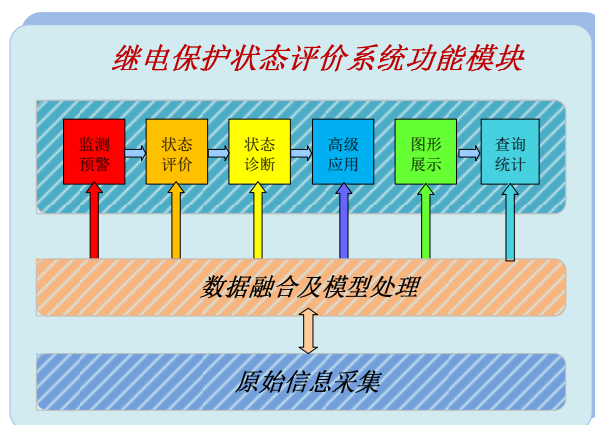 继电保护状态评价系统功能模块
监测
预警
状态
评价
状态
诊断
高级
应用
图形
展示
查询
统计
数据融合及模型处理
原始信息采集